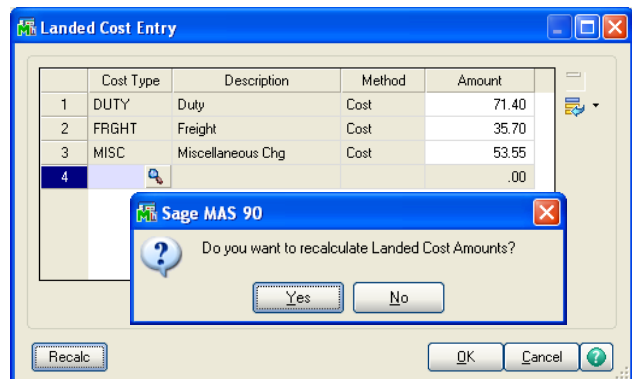 Landed Cost Entry
Cost Type Description Method Amount
1 DUTY Duty Cost 71.40
2 FRGHT Freight Cost 35.70
3 MISC Miscellaneous Chg Cost 53.55
4 .00
Sage MAS 90
Do you want to recalculate Landed Cost Amounts?
Yes No
Recalc OK Cancel